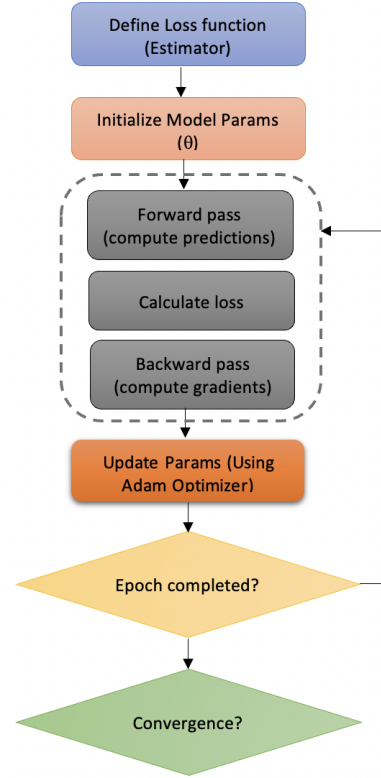 Define Loss function
(Estimator)
Initialize Model Params
(θ)
Forward pass
(compute predictions)
Calculate loss
Backward pass
(compute gradients)
Update Params (Using
Adam Optimizer)
Epoch completed?
Convergence?